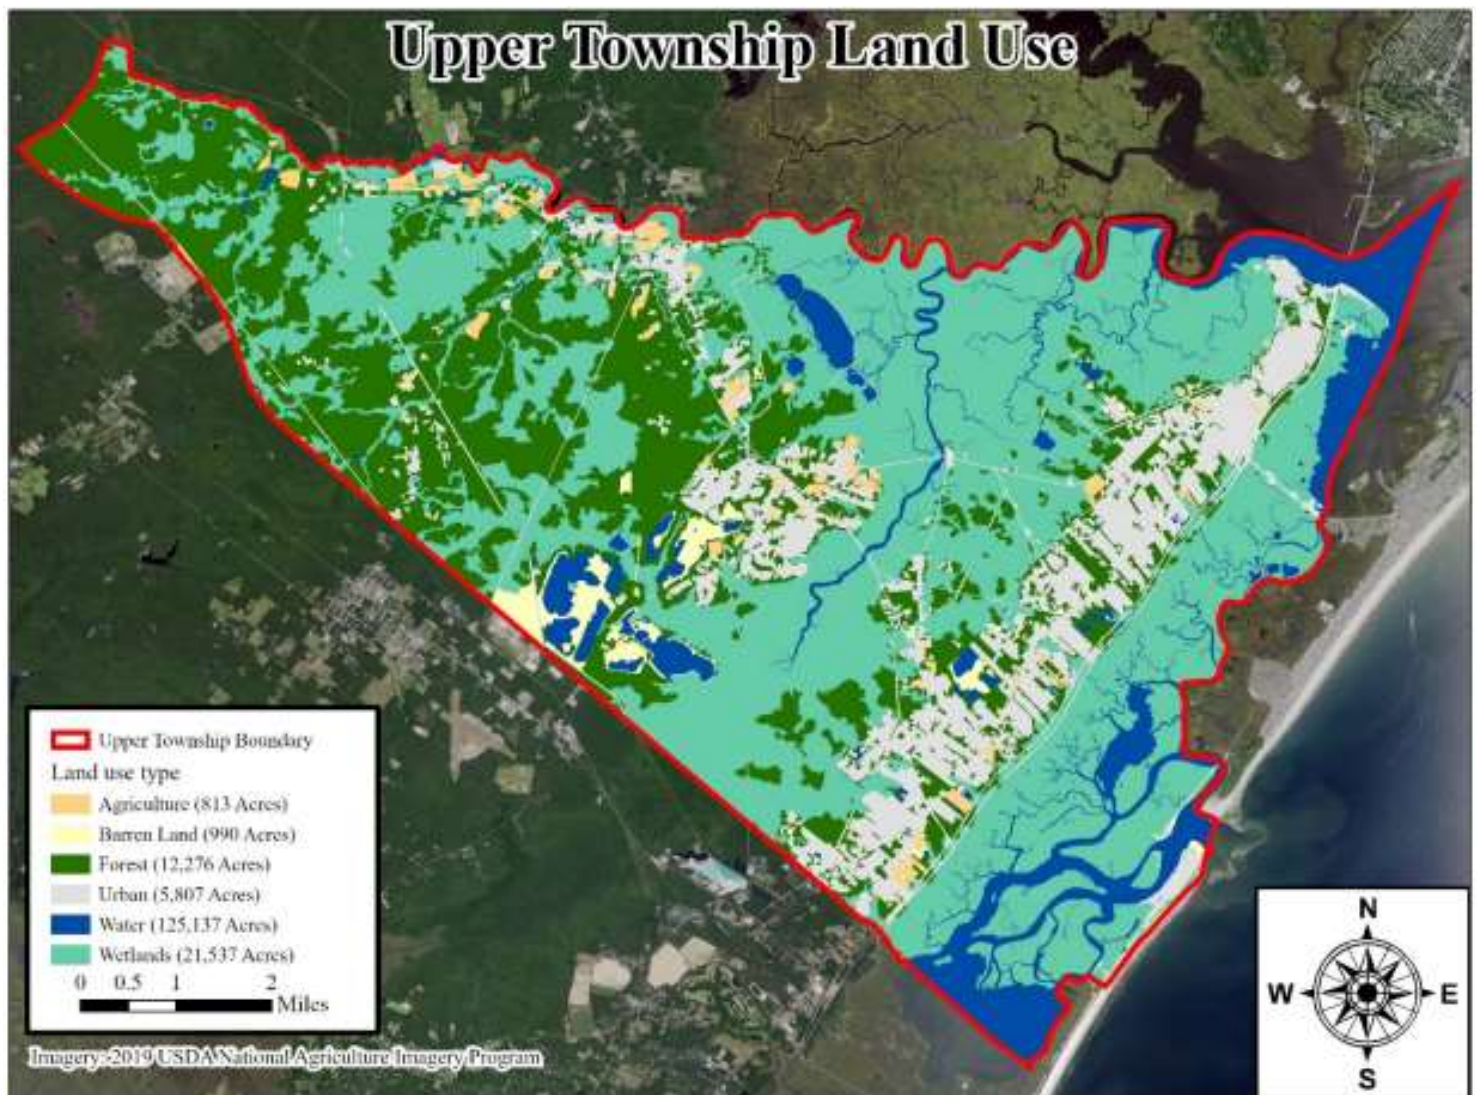 Upper Township Land Use
Upper Township Boundary
Land use type
Agriculture (813 Acres)
Barren Land (990 Acres)
Forest (12,276 Acres)
Urban (5,807 Acres)
Water (125,137 Acres)
Wetlands (21,537 Acres)
0 0.5 1 2
Miles
Imagery: 2019 USDA National Agriculture Imagery Program
N
W E
S